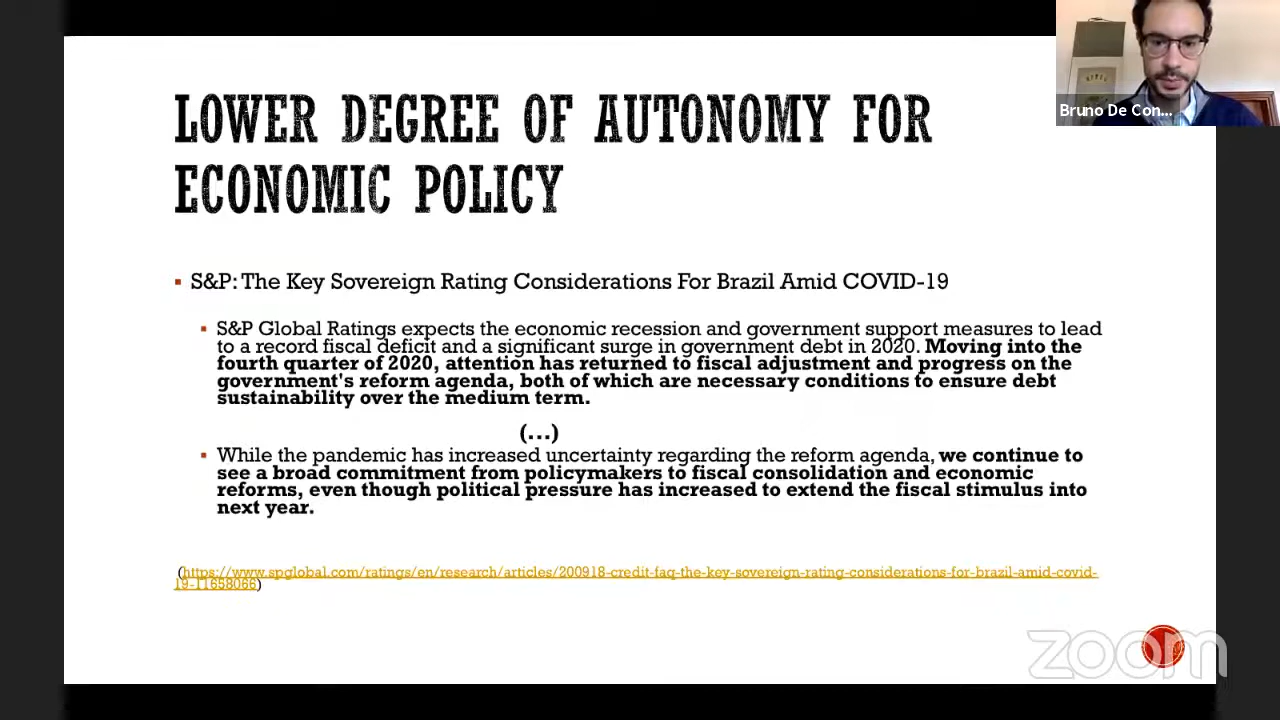 Bruno De Con...
LOWER DEGREE OF AUTONOMY FOR
ECONOMIC POLICY
S&P: The Key Sovereign Rating Considerations For Brazil Amid COVID-19
S&P Global Ratings expects the economic recession and government support measures to lead
to a record fiscal deficit and a significant surge in government debt in 2020. Moving into the
fourth quarter of 2020, attention has returned to fiscal adjustment and progress on the
government's reform agenda, both of which are necessary conditions to ensure debt
sustainability over the medium term.
(...)
While the pandemic has increased uncertainty regarding the reform agenda, we continue to
see a broad commitment from policymakers to fiscal consolidation and economic
reforms, even though political pressure has increased to extend the fiscal stimulus into
next year.
(https://www.spglobal.com/ratings/en/research/articles/200918-credit-faq-the-key-sovereign-rating-considerations-for-brazil-amid-covid-
19-11658066)
zoom